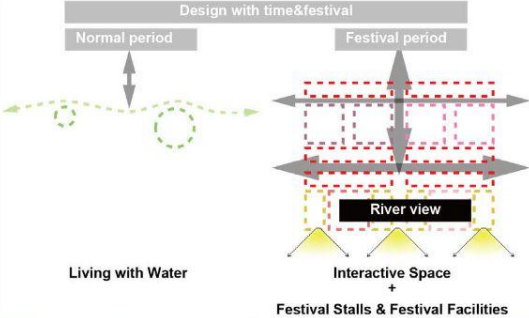 Design with time&festival
Normal period
Festival period
River view
Living with Water
Interactive Space
+
Festival Stalls & Festival Facilities